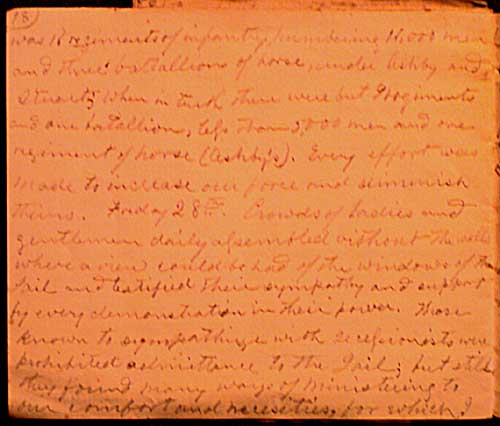 18
was 18 regiments of infantry, numbering 16,000 men
and three battallions of horse, under Ashby and
Stuart; when in truth there were but regiments
and one battallion, less than 5,000 men and one
regiment of horse (Ashby's). Every effort was
made to increase our force and diminish
theirs. Friday 28th. Crowds of Ladies and
gentlemen daily assembled without the walls
where a view could be had of the windows of the
Jail and testified their sympathy and support
by every demonstration in their power. Those
known to sympathize with secessionists were
prohibited admittance to the Jail; but still
they found many ways of ministering to
our comfort and necessities, for which I